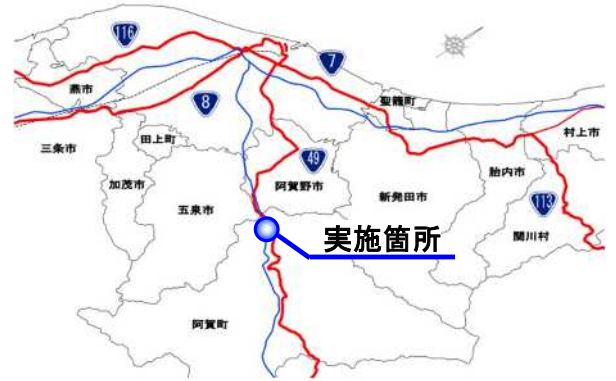 116
7
燕市
8
聖籠町
三条市
田上町
村上市
加茂市
49
阿賀野市
新発田市
胎内市
五泉市
113
関川村
実施箇所
阿賀町